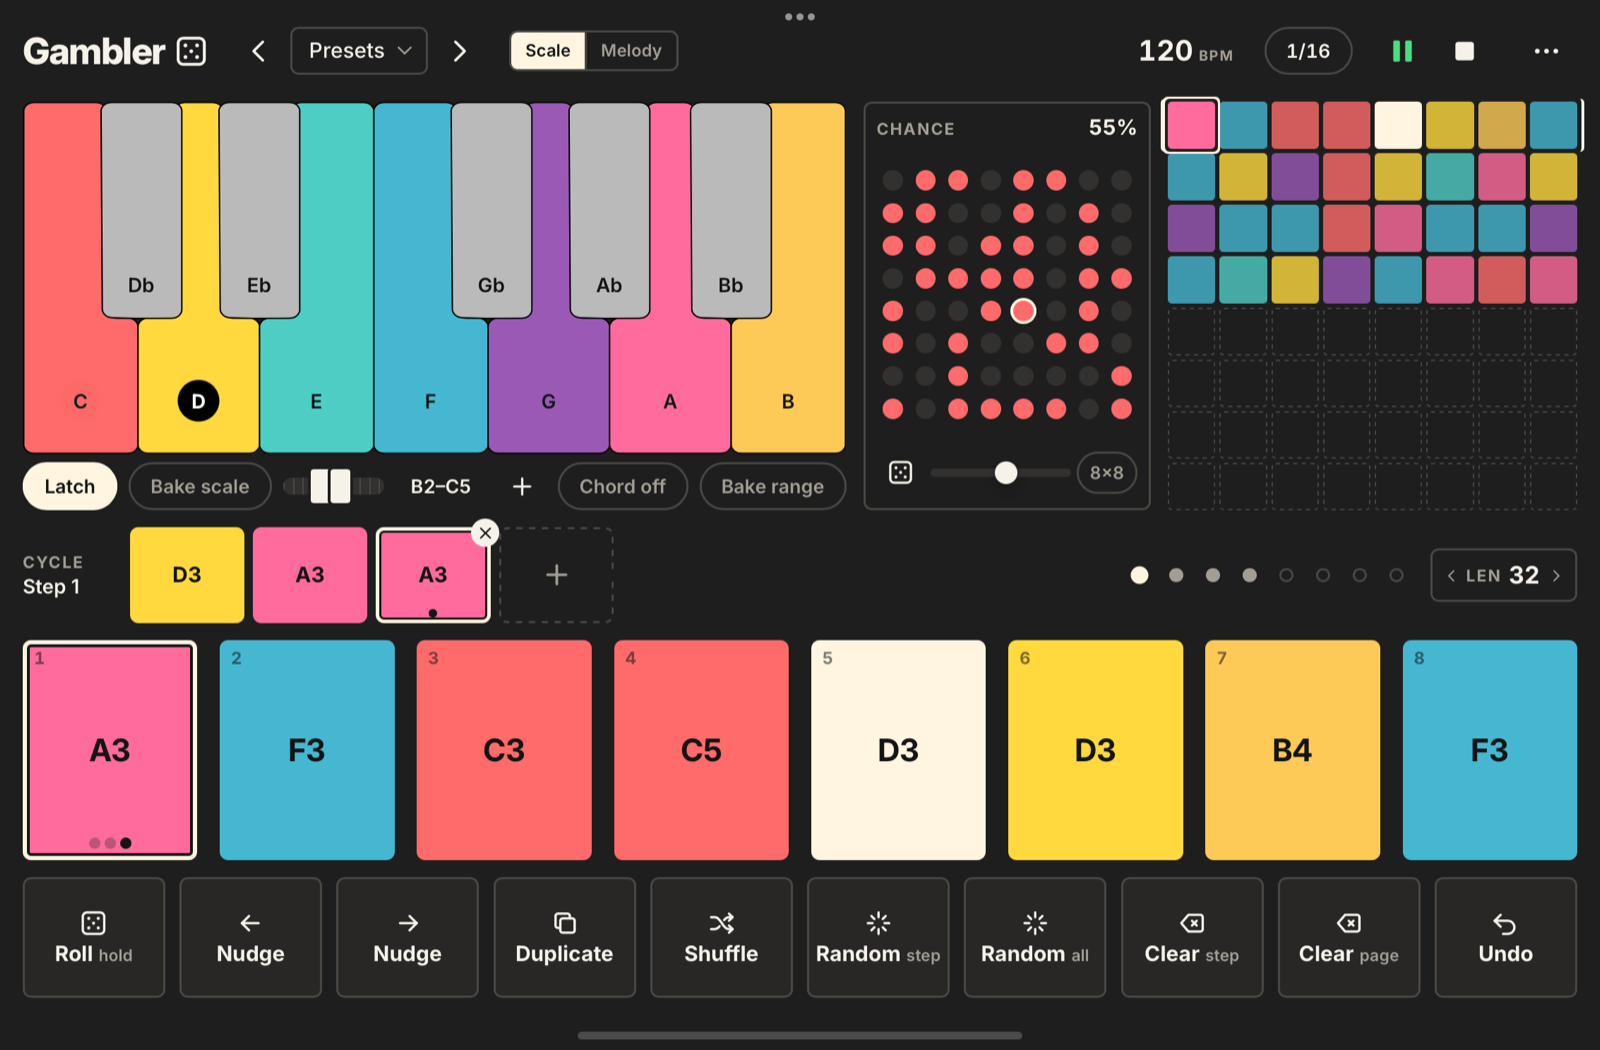 Gambler
Presets
Scale Melody
120 BPM
1/16
Db Eb Gb Ab Bb
C D E F G A B
CHANCE 55%
8×8
Latch Bake scale B2–C5 + Chord off Bake range
CYCLE
Step 1
D3 A3 A3 +
LEN 32
1 2 3 4 5 6 7 8
A3 F3 C3 C5 D3 D3 B4 F3
Roll hold
Nudge
Nudge
Duplicate
Shuffle
Random step
Random all
Clear step
Clear page
Undo